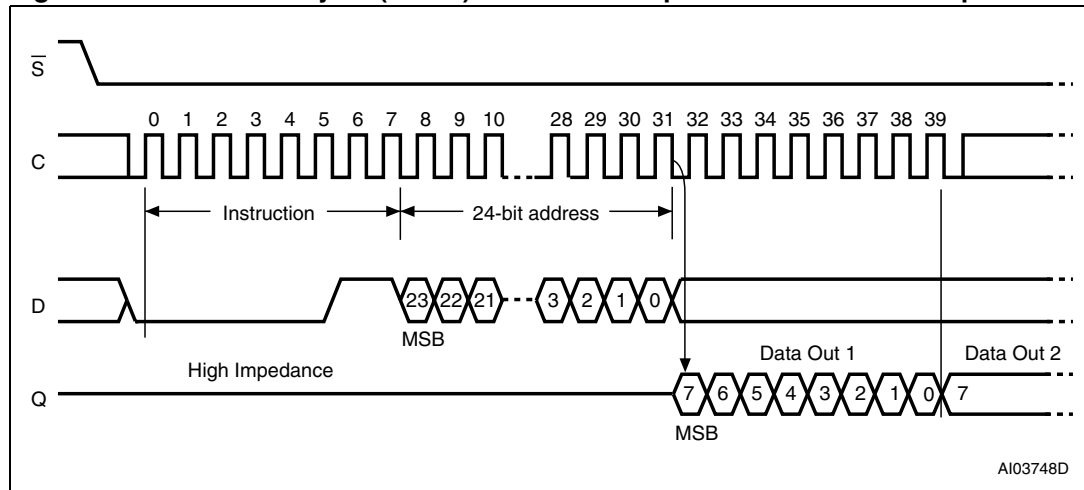 S
0 1 2 3 4 5 6 7 8 9 10 28 29 30 31 32 33 34 35 36 37 38 39
C
Instruction 24-bit address
D
23 22 21 3 2 1 0
MSB
High Impedance
Data Out 1 Data Out 2
Q
7 6 5 4 3 2 1 0 7
MSB
AI03748D